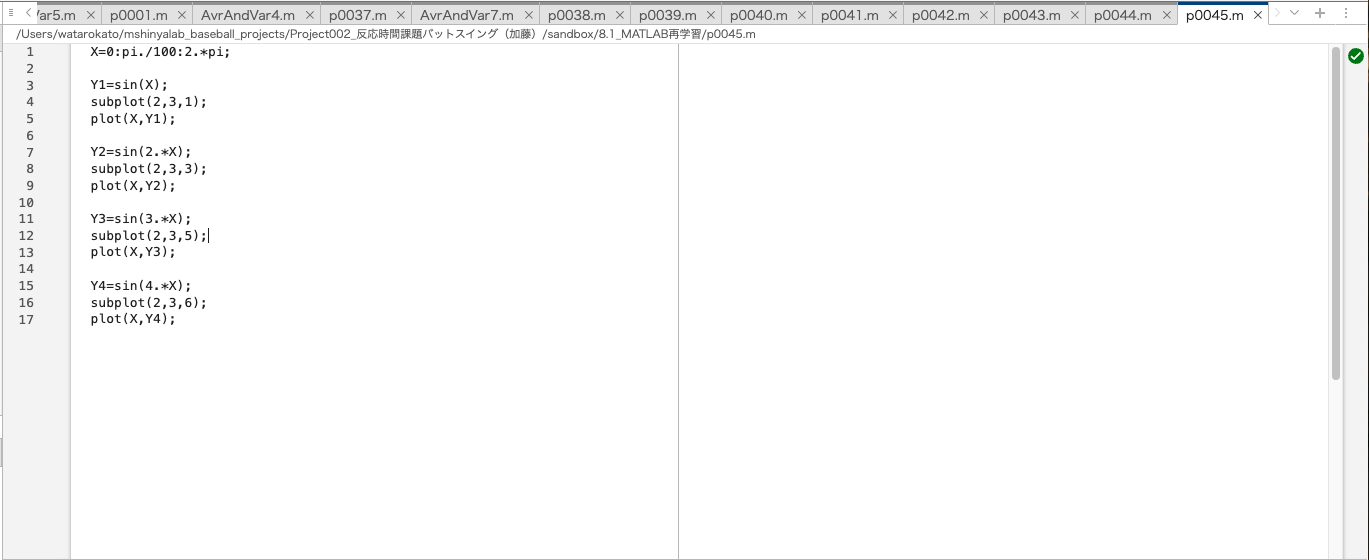 Var5.m p0001.m AvrAndVar4.m p0037.m AvrAndVar7.m p0038.m p0039.m p0040.m p0041.m p0042.m p0043.m p0044.m p0045.m
/Users/watarokato/mshinyalab_baseball_projects/Project002_反応時間課題バットスイング（加藤）/sandbox/8.1_MATLAB再学習/p0045.m
1 X=0:pi./100:2.*pi;
2
3 Y1=sin(X);
4 subplot(2,3,1);
5 plot(X,Y1);
6
7 Y2=sin(2.*X);
8 subplot(2,3,3);
9 plot(X,Y2);
10
11 Y3=sin(3.*X);
12 subplot(2,3,5);
13 plot(X,Y3);
14
15 Y4=sin(4.*X);
16 subplot(2,3,6);
17 plot(X,Y4);